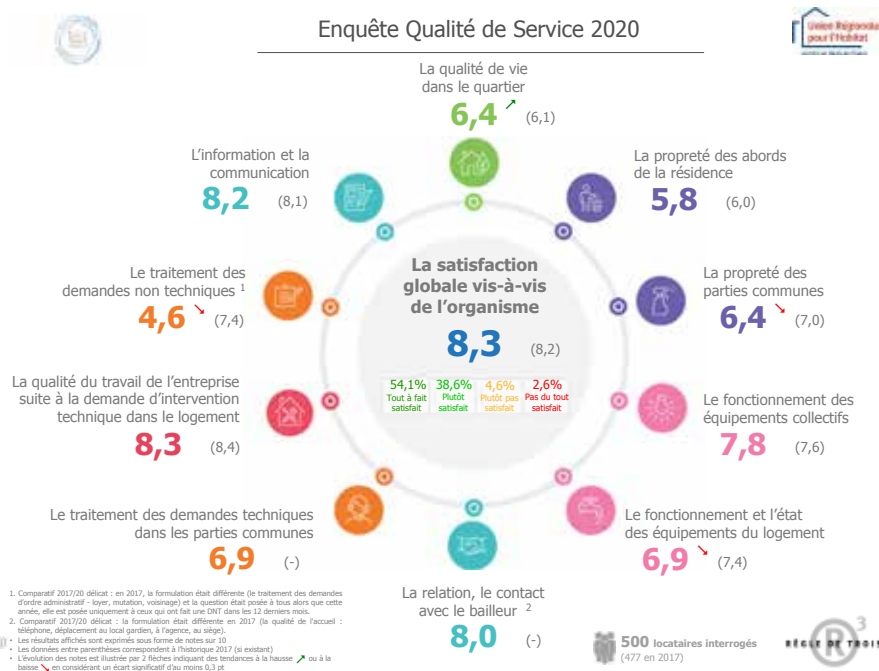 Enquête Qualité de Service 2020
Union Régionale
pour l'Habitat
La qualité de vie
dans le quartier
6,4 ↗ (6,1)
L'information et la
communication
8,2 (8,1)
La propreté des abords
de la résidence
5,8 (6,0)
Le traitement des
demandes non techniques 1
4,6 ↘ (7,4)
La satisfaction
globale vis-à-vis
de l'organisme
8,3 (8,2)
54,1% 38,6% 4,6% 2,6%
Tout à fait Plutôt Plutôt pas Pas du tout
satisfait satisfait satisfait satisfait
La propreté des
parties communes
6,4 ↘ (7,0)
La qualité du travail de l'entreprise
suite à la demande d'intervention
technique dans le logement
8,3 (8,4)
Le fonctionnement des
équipements collectifs
7,8 (7,6)
Le traitement des demandes techniques
dans les parties communes
6,9 (-)
Le fonctionnement et l'état
des équipements du logement
6,9 ↘ (7,4)
La relation, le contact
avec le bailleur 2
8,0 (-)
1. Comparatif 2017/20 délicat : en 2017, la formulation était différente (le traitement des demandes
d'ordre administratif - loyer, mutation, voisinage) et la question était posée à tous alors que cette
année, elle est posée uniquement à ceux qui ont fait une DNT dans les 12 derniers mois.
2. Comparatif 2017/20 délicat : la formulation était différente en 2017 (la qualité de l'accueil :
téléphone, déplacement au local gardien, à l'agence, au siège).
• Les résultats affichés sont exprimés sous forme de notes sur 10
• Les données entre parenthèses correspondent à l'historique 2017 (si existant)
• L'évolution des notes est illustrée par 2 flèches indiquant des tendances à la hausse ↗ ou à la
baisse ↘ en considérant un écart significatif d'au moins 0,3 pt
500 locataires interrogés
(477 en 2017)
R 3
RÈGLE DE TROIS